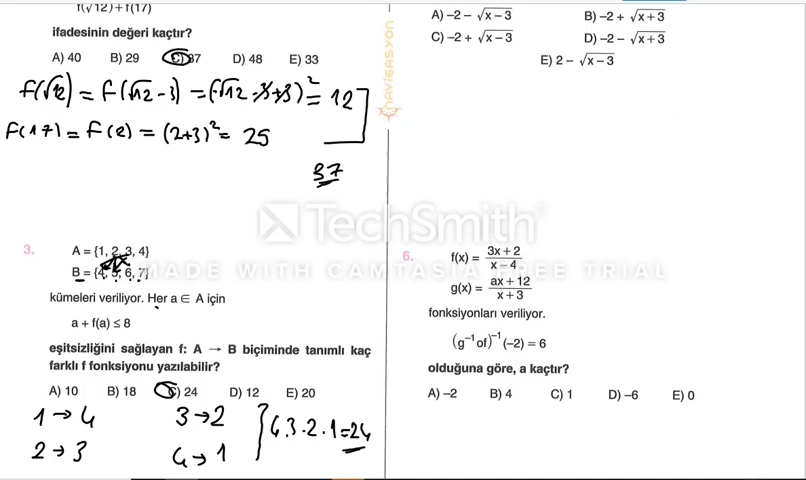 f(√12)+f(17)
ifadesinin değeri kaçtır?
A) 40 B) 29 C) 37 D) 48 E) 33
f(√12) = f(√12 - 3) = (√12 - 3 + 3)² = 12
f(17) = f(2) = (2+3)² = 25
37
3.
A = {1, 2, 3, 4}
B = {4, 5, 6, 7}
kümeleri veriliyor. Her a ∈ A için
a + f(a) ≤ 8
eşitsizliğini sağlayan f: A → B biçiminde tanımlı kaç
farklı f fonksiyonu yazılabilir?
A) 10 B) 18 C) 24 D) 12 E) 20
1 → 4 3 → 2
2 → 3 4 → 1
4.3.2.1=24
NAVİGASYON
A) –2 – √x – 3 B) –2 + √x + 3
C) –2 + √x – 3 D) –2 – √x + 3
E) 2 – √x – 3
6.
f(x) = 3x + 2 / x – 4
g(x) = ax + 12 / x + 3
fonksiyonları veriliyor.
(g⁻¹of)⁻¹(–2) = 6
olduğuna göre, a kaçtır?
A) –2 B) 4 C) 1 D) –6 E) 0
TechSmith
MADE WITH CAMTASIA FREE TRIAL